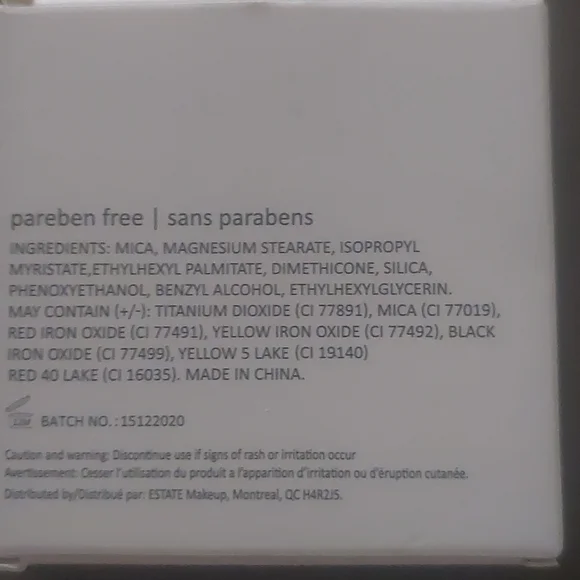 pareben free | sans parabens
INGREDIENTS: MICA, MAGNESIUM STEARATE, ISOPROPYL
MYRISTATE,ETHYLHEXYL PALMITATE, DIMETHICONE, SILICA,
PHENOXYETHANOL, BENZYL ALCOHOL, ETHYLHEXYLGLYCERIN.
MAY CONTAIN (+/-): TITANIUM DIOXIDE (CI 77891), MICA (CI 77019),
RED IRON OXIDE (CI 77491), YELLOW IRON OXIDE (CI 77492), BLACK
IRON OXIDE (CI 77499), YELLOW 5 LAKE (CI 19140)
RED 40 LAKE (CI 16035). MADE IN CHINA.
BATCH NO. :15122020
Caution and warning: Discontinue use if signs of rash or irritation occur
Avertissement: Cesser l'utilisation du produit a l'apparition d'irritation ou d'éruption cutanée.
Distributed by/Distribué par: ESTATE Makeup, Montreal, QC H4R2J5.